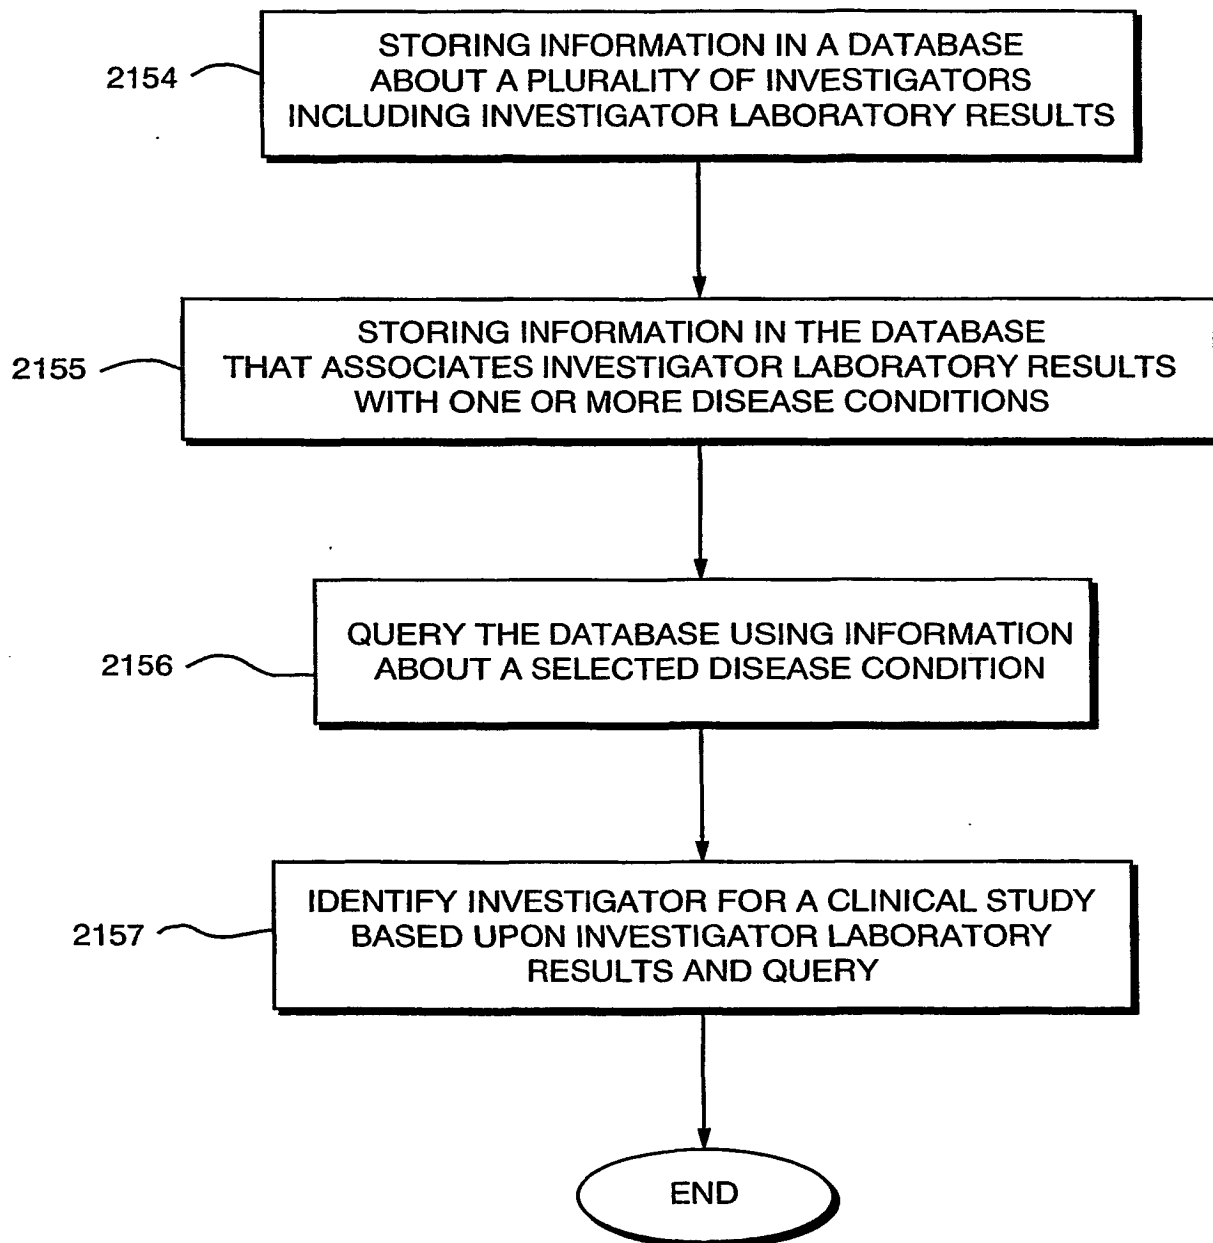 2154
STORING INFORMATION IN A DATABASE
ABOUT A PLURALITY OF INVESTIGATORS
INCLUDING INVESTIGATOR LABORATORY RESULTS
2155
STORING INFORMATION IN THE DATABASE
THAT ASSOCIATES INVESTIGATOR LABORATORY RESULTS
WITH ONE OR MORE DISEASE CONDITIONS
2156
QUERY THE DATABASE USING INFORMATION
ABOUT A SELECTED DISEASE CONDITION
2157
IDENTIFY INVESTIGATOR FOR A CLINICAL STUDY
BASED UPON INVESTIGATOR LABORATORY
RESULTS AND QUERY
END